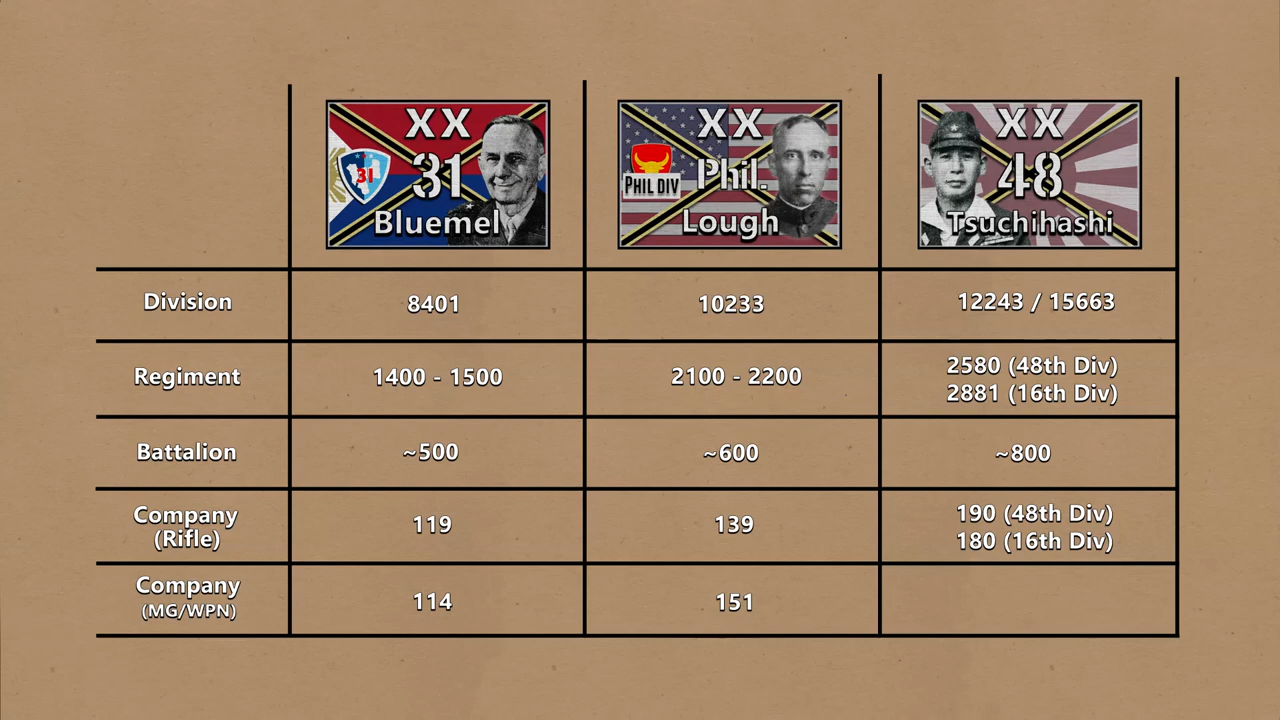 XX
31
31
Bluemel
XX
PHIL DIV
Phil.
Lough
XX
48
Tsuchihashi
Division
8401
10233
12243 / 15663
Regiment
1400 - 1500
2100 - 2200
2580 (48th Div)
2881 (16th Div)
Battalion
~500
~600
~800
Company
(Rifle)
119
139
190 (48th Div)
180 (16th Div)
Company
(MG/WPN)
114
151